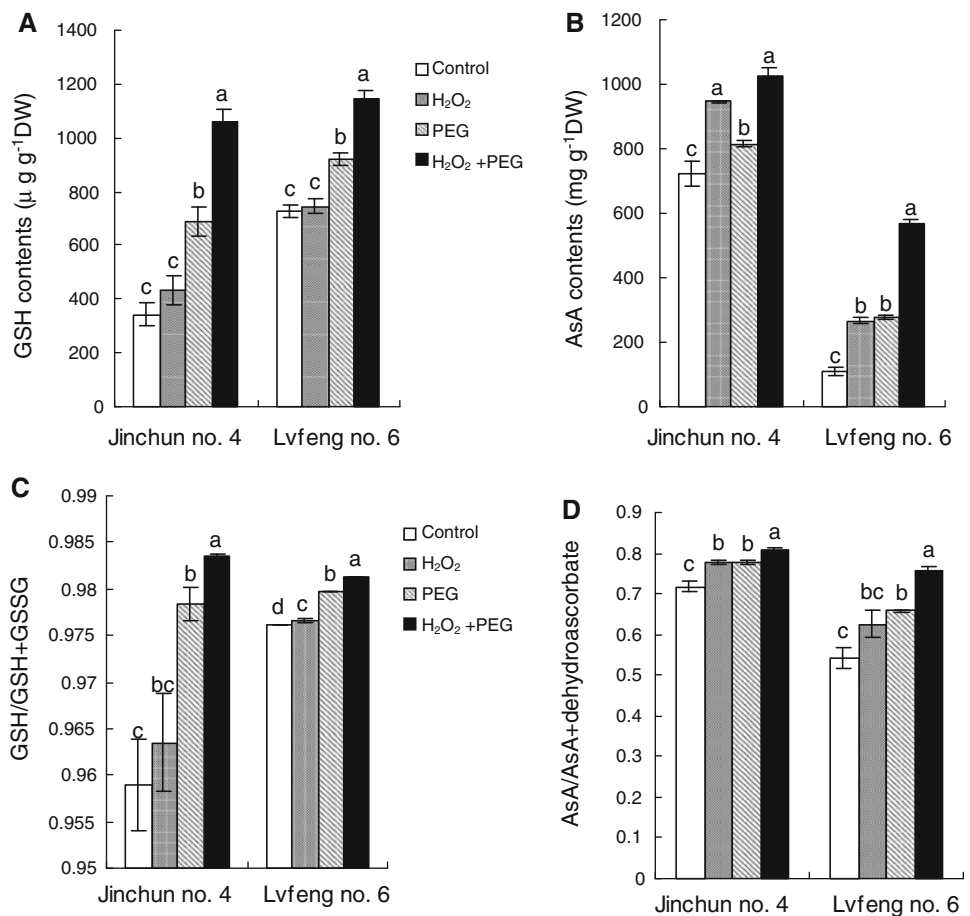 A
GSH contents (μ g g⁻¹DW)
1400
1200
1000
800
600
400
200
0
c
c
b
a
c
c
b
a
Jinchun no. 4
Lvfeng no. 6
Control
H₂O₂
PEG
H₂O₂ +PEG
B
AsA contents (mg g⁻¹DW)
1200
1000
800
600
400
200
0
c
a
b
a
c
b
b
a
Jinchun no. 4
Lvfeng no. 6
C
GSH/GSH+GSSG
0.99
0.985
0.98
0.975
0.97
0.965
0.96
0.955
0.95
c
bc
b
a
d
c
b
a
Jinchun no. 4
Lvfeng no. 6
Control
H₂O₂
PEG
H₂O₂ +PEG
D
AsA/AsA+dehydroascorbate
0.9
0.8
0.7
0.6
0.5
0.4
0.3
0.2
0.1
0
c
b
b
a
c
bc
b
a
Jinchun no. 4
Lvfeng no. 6